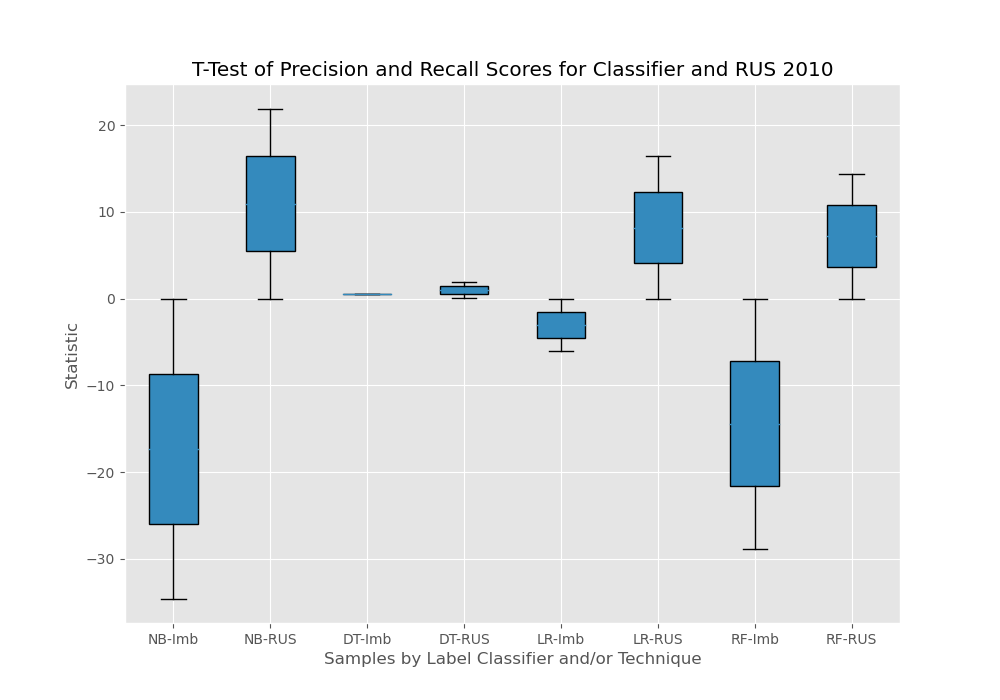 T-Test of Precision and Recall Scores for Classifier and RUS 2010
20
10
0
−10
−20
−30
Statistic
NB-Imb NB-RUS DT-Imb DT-RUS LR-Imb LR-RUS RF-Imb RF-RUS
Samples by Label Classifier and/or Technique